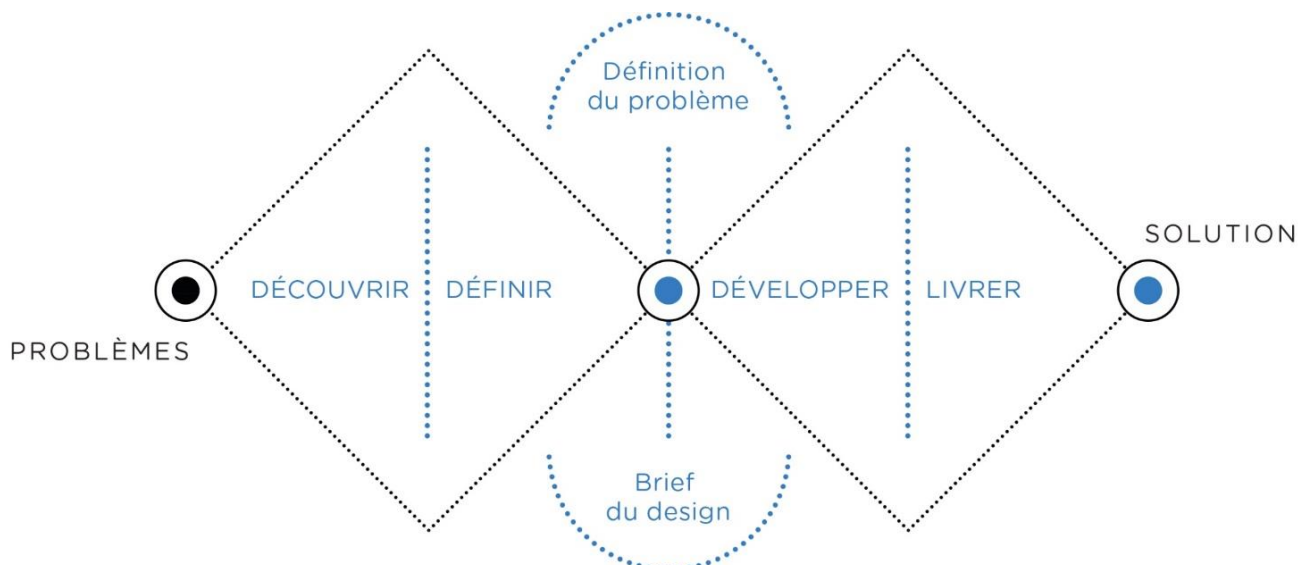 Définition
du problème
SOLUTION
DÉCOUVRIR
DÉFINIR
DÉVELOPPER
LIVRER
PROBLÈMES
Brief
du design